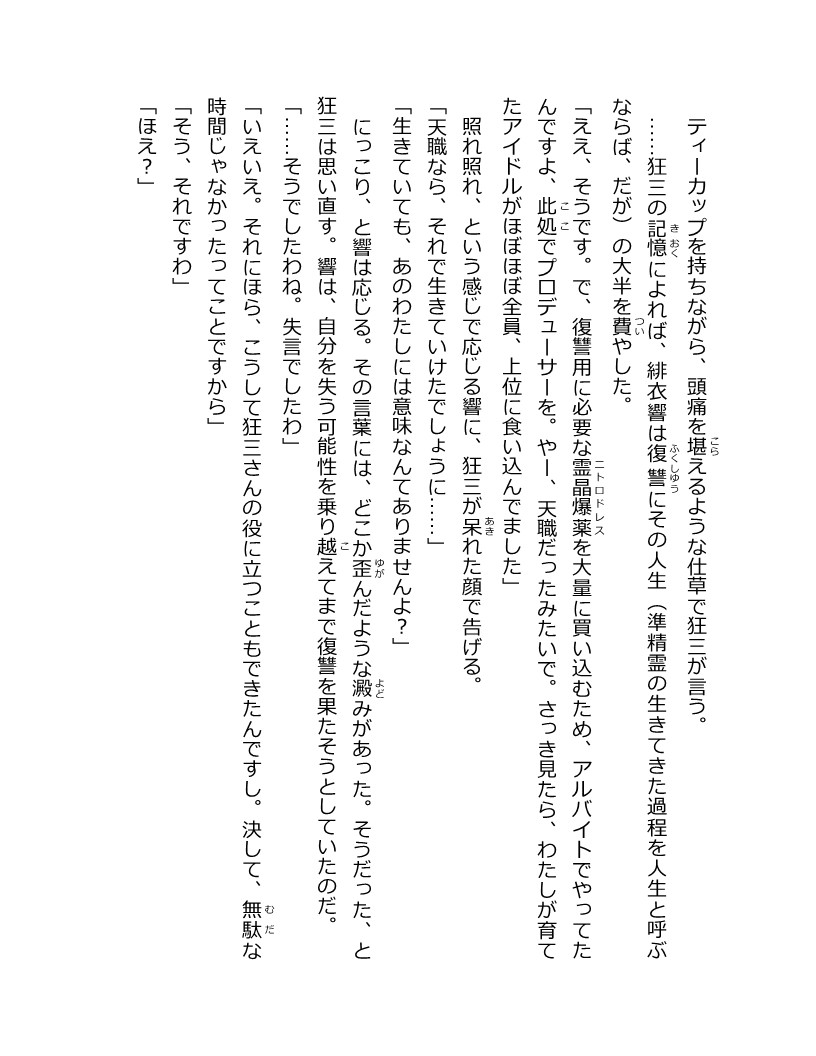 ティーカップを持ちながら、頭痛を堪えるような仕草で狂三が言う。
……狂三の記憶によれば、緋衣響は復讐にその人生（準精霊の生きてきた過程を人生と呼ぶ
ならば、だが）の大半を費やした。
「ええ、そうです。で、復讐用に必要な霊晶爆薬を大量に買い込むため、アルバイトでやってた
んですよ、此処でプロデューサーを。やー、天職だったみたいで。さっき見たら、わたしが育て
たアイドルがほぼほぼ全員、上位に食い込んでました」
照れ照れ、という感じで応じる響に、狂三が呆れた顔で告げる。
「天職なら、それで生きていけたでしょうに……」
「生きていても、あのわたしには意味なんてありませんよ？」
にっこり、と響は応じる。その言葉には、どこか歪んだような澱みがあった。そうだった、と
狂三は思い直す。響は、自分を失う可能性を乗り越えてまで復讐を果たそうとしていたのだ。
「……そうでしたわね。失言でしたわ」
「いえいえ。それにほら、こうして狂三さんの役に立つこともできたんですし。決して、無駄な
時間じゃなかったってことですから」
「そう、それですわ」
「ほえ？」